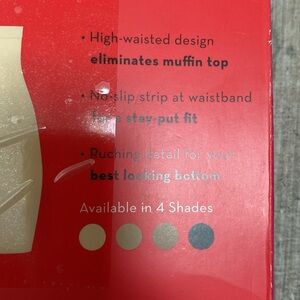 • High-waisted design
eliminates muffin top
• No-slip strip at waistband
for a stay-put fit
• Ruching detail for your
best looking bottom
Available in 4 Shades